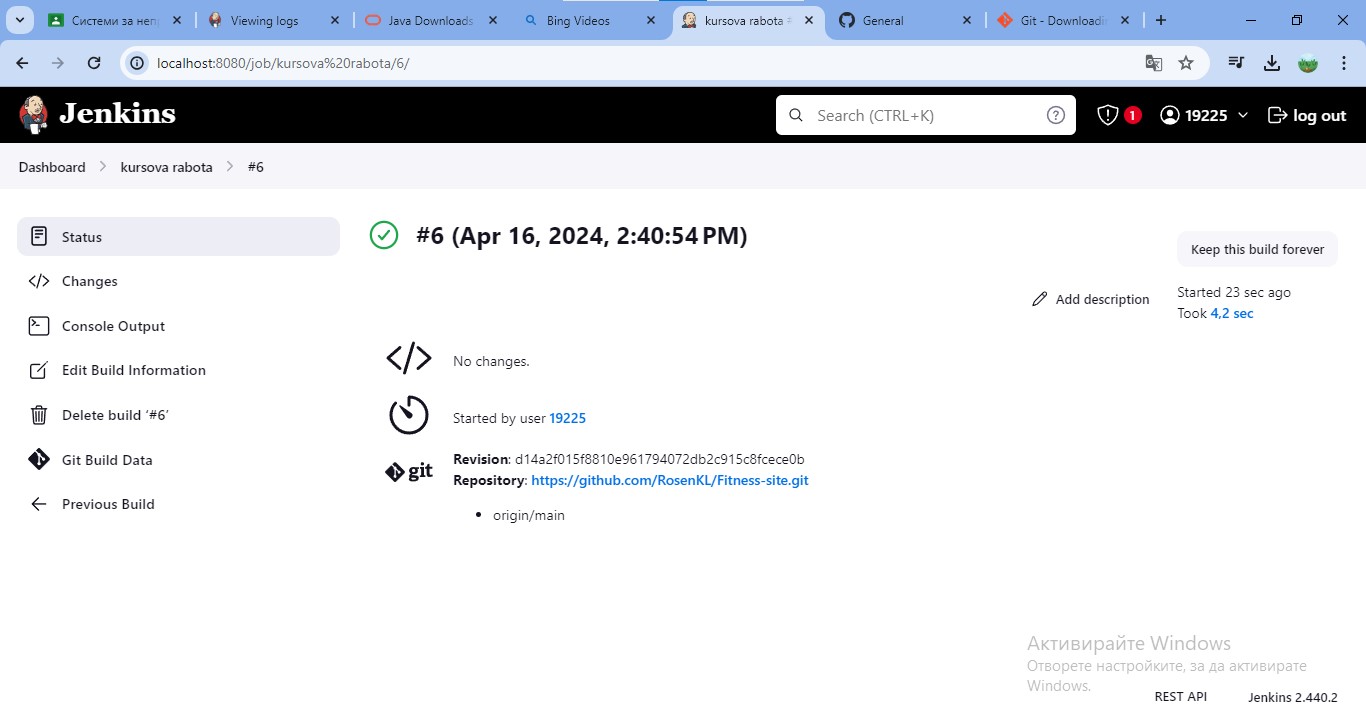 Системи за неп
Viewing logs
Java Downloads
Bing Videos
kursova rabota #
General
Git - Downloadin
localhost:8080/job/kursova%20rabota/6/
Jenkins
Search (CTRL+K)
1
19225
log out
Dashboard
kursova rabota
#6
Status
Changes
Console Output
Edit Build Information
Delete build ‘#6’
Git Build Data
Previous Build
#6 (Apr 16, 2024, 2:40:54 PM)
Keep this build forever
Add description
Started 23 sec ago
Took 4,2 sec
No changes.
Started by user 19225
git
Revision: d14a2f015f8810e961794072db2c915c8fcece0b
Repository: https://github.com/RosenKL/Fitness-site.git
origin/main
Активирайте Windows
Отворете настройките, за да активирате
Windows.
REST API
Jenkins 2.440.2